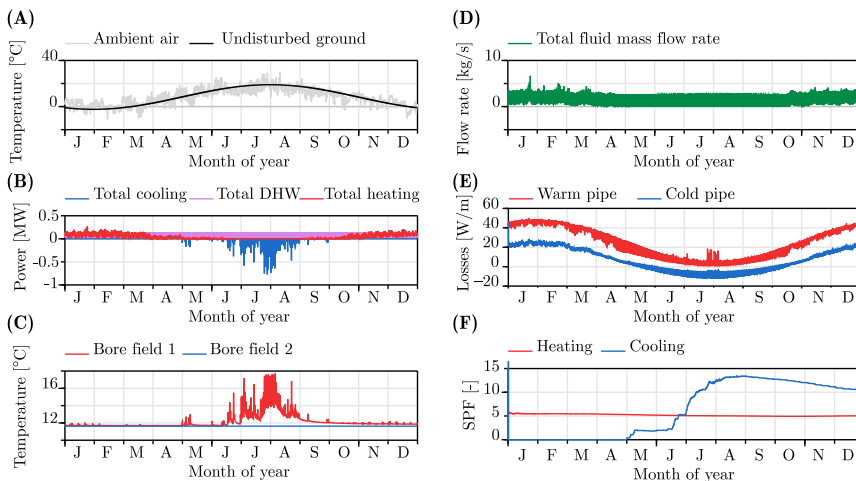 (A)
Ambient air Undisturbed ground
Temperature [°C]
40
0
J F M A M J J A S O N D
Month of year
(B)
Total cooling Total DHW Total heating
Power [MW]
0.5
0
−0.5
−1
J F M A M J J A S O N D
Month of year
(C)
Bore field 1 Bore field 2
Temperature [°C]
16
12
J F M A M J J A S O N D
Month of year
(D)
Total fluid mass flow rate
Flow rate [kg/s]
10
0
J F M A M J J A S O N D
Month of year
(E)
Warm pipe Cold pipe
Losses [W/m]
60
40
20
0
−20
J F M A M J J A S O N D
Month of year
(F)
Heating Cooling
SPF [-]
15
10
5
0
J F M A M J J A S O N D
Month of year